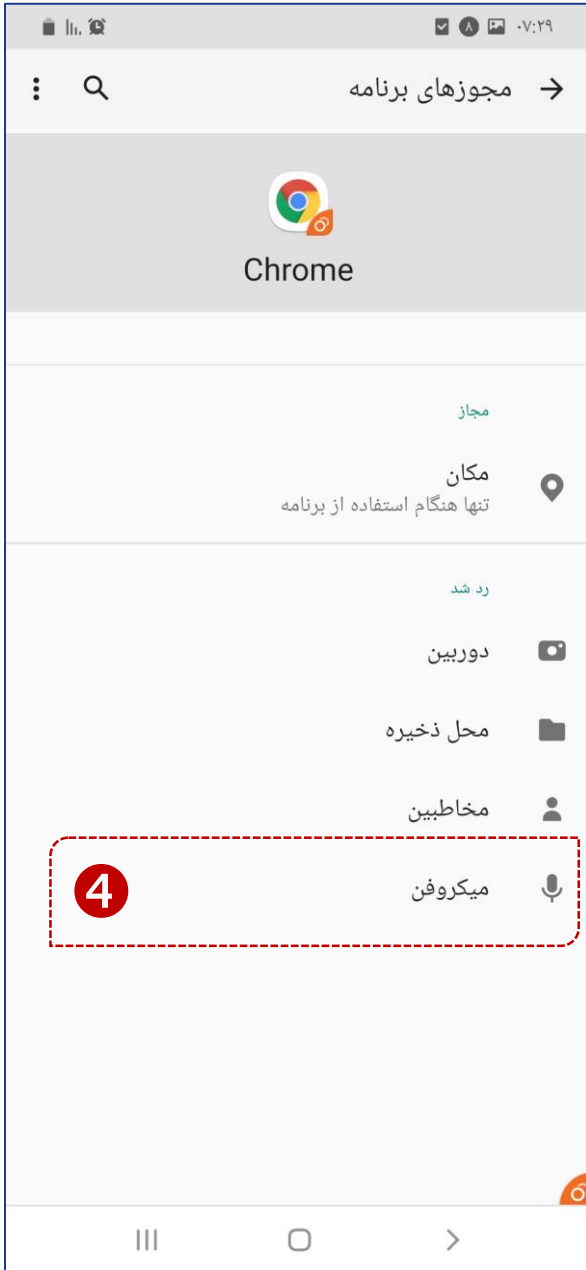 ۰۷:۲۹
۸
مجوزهای برنامه
Chrome
مجاز
مکان
تنها هنگام استفاده از برنامه
رد شد
دوربین
محل ذخیره
مخاطبین
میکروفن
4